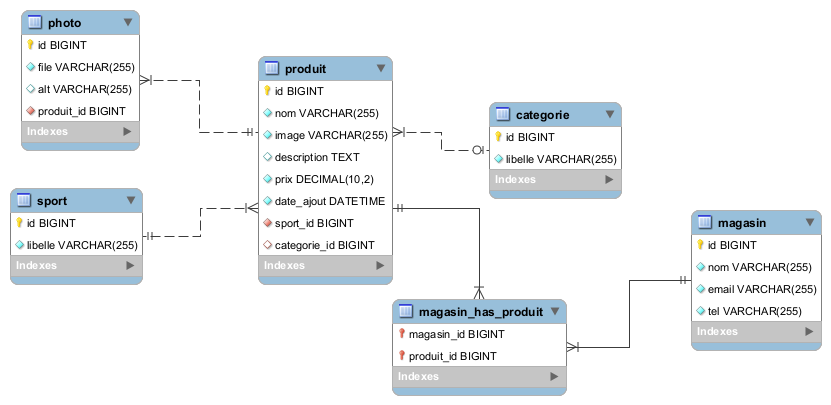 photo
id BIGINT
file VARCHAR(255)
alt VARCHAR(255)
produit_id BIGINT
Indexes
produit
id BIGINT
nom VARCHAR(255)
image VARCHAR(255)
description TEXT
prix DECIMAL(10,2)
date_ajout DATETIME
sport_id BIGINT
categorie_id BIGINT
Indexes
categorie
id BIGINT
libelle VARCHAR(255)
Indexes
sport
id BIGINT
libelle VARCHAR(255)
Indexes
magasin
id BIGINT
nom VARCHAR(255)
email VARCHAR(255)
tel VARCHAR(255)
Indexes
magasin_has_produit
magasin_id BIGINT
produit_id BIGINT
Indexes